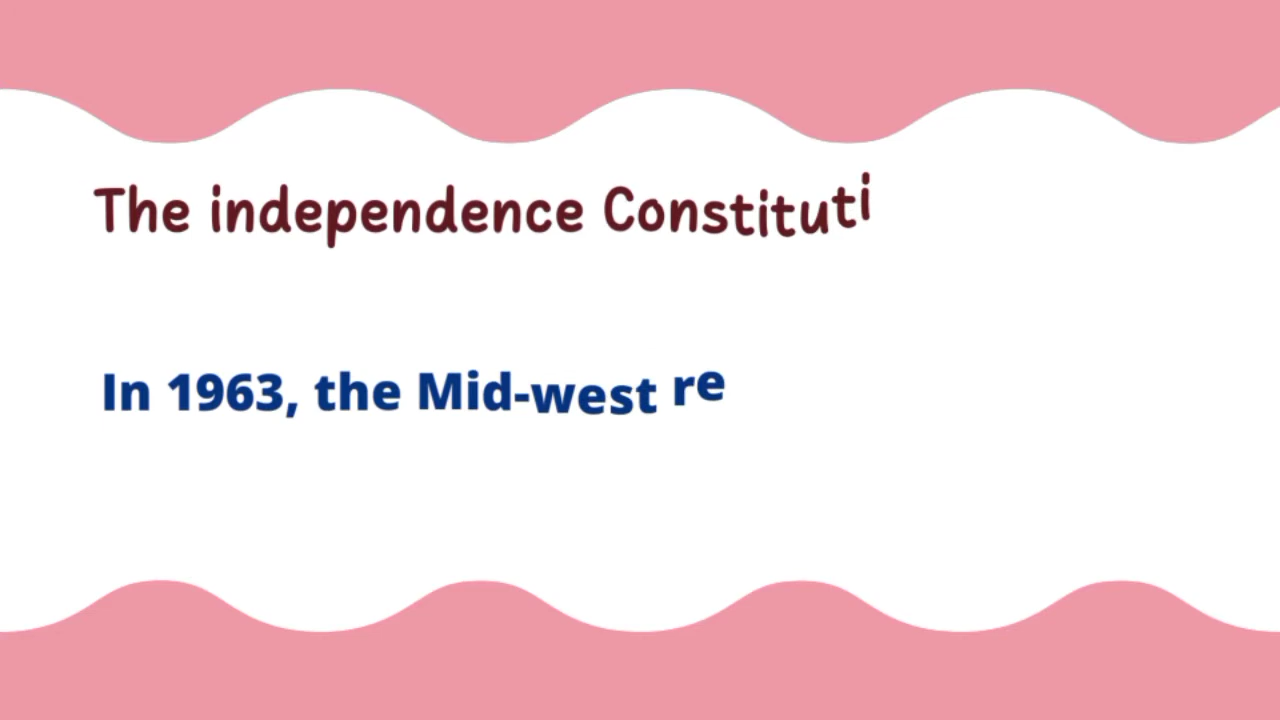 The independence Constituti
In 1963, the Mid-west re